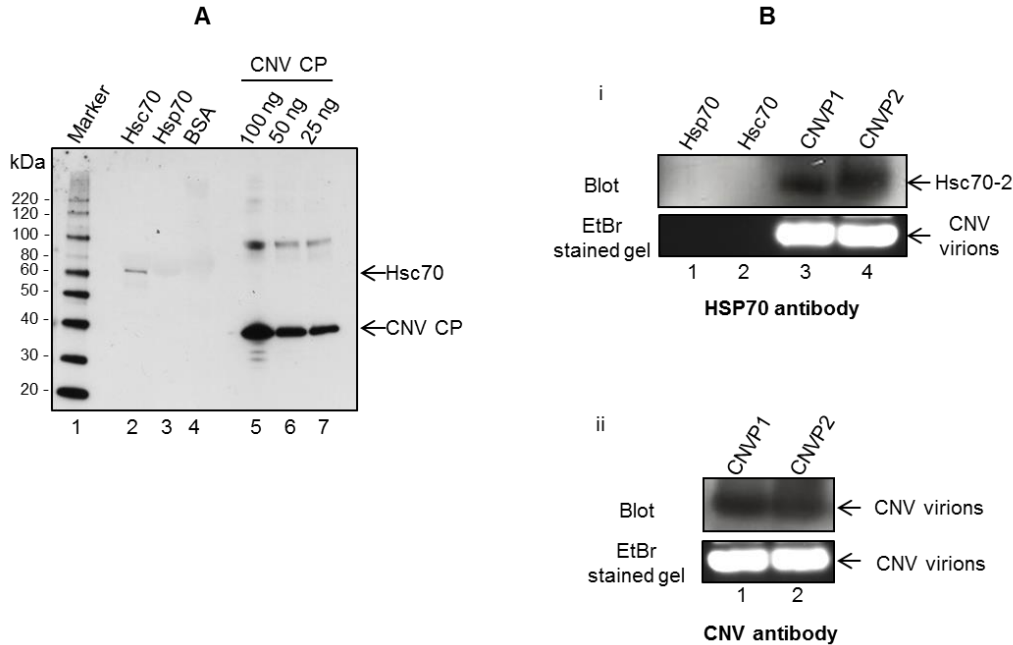 A
CNV CP
Marker
Hsc70
Hsp70
BSA
100 ng
50 ng
25 ng
kDa
220 -
120 -
100 -
80 -
60 -
50 -
40 -
30 -
20 -
Hsc70
CNV CP
1 2 3 4 5 6 7
B
i
Hsp70
Hsc70
CNVP1
CNVP2
Blot
Hsc70-2
EtBr
stained gel
CNV
virions
1 2 3 4
HSP70 antibody
ii
CNVP1
CNVP2
Blot
CNV virions
EtBr
stained gel
CNV virions
1 2
CNV antibody